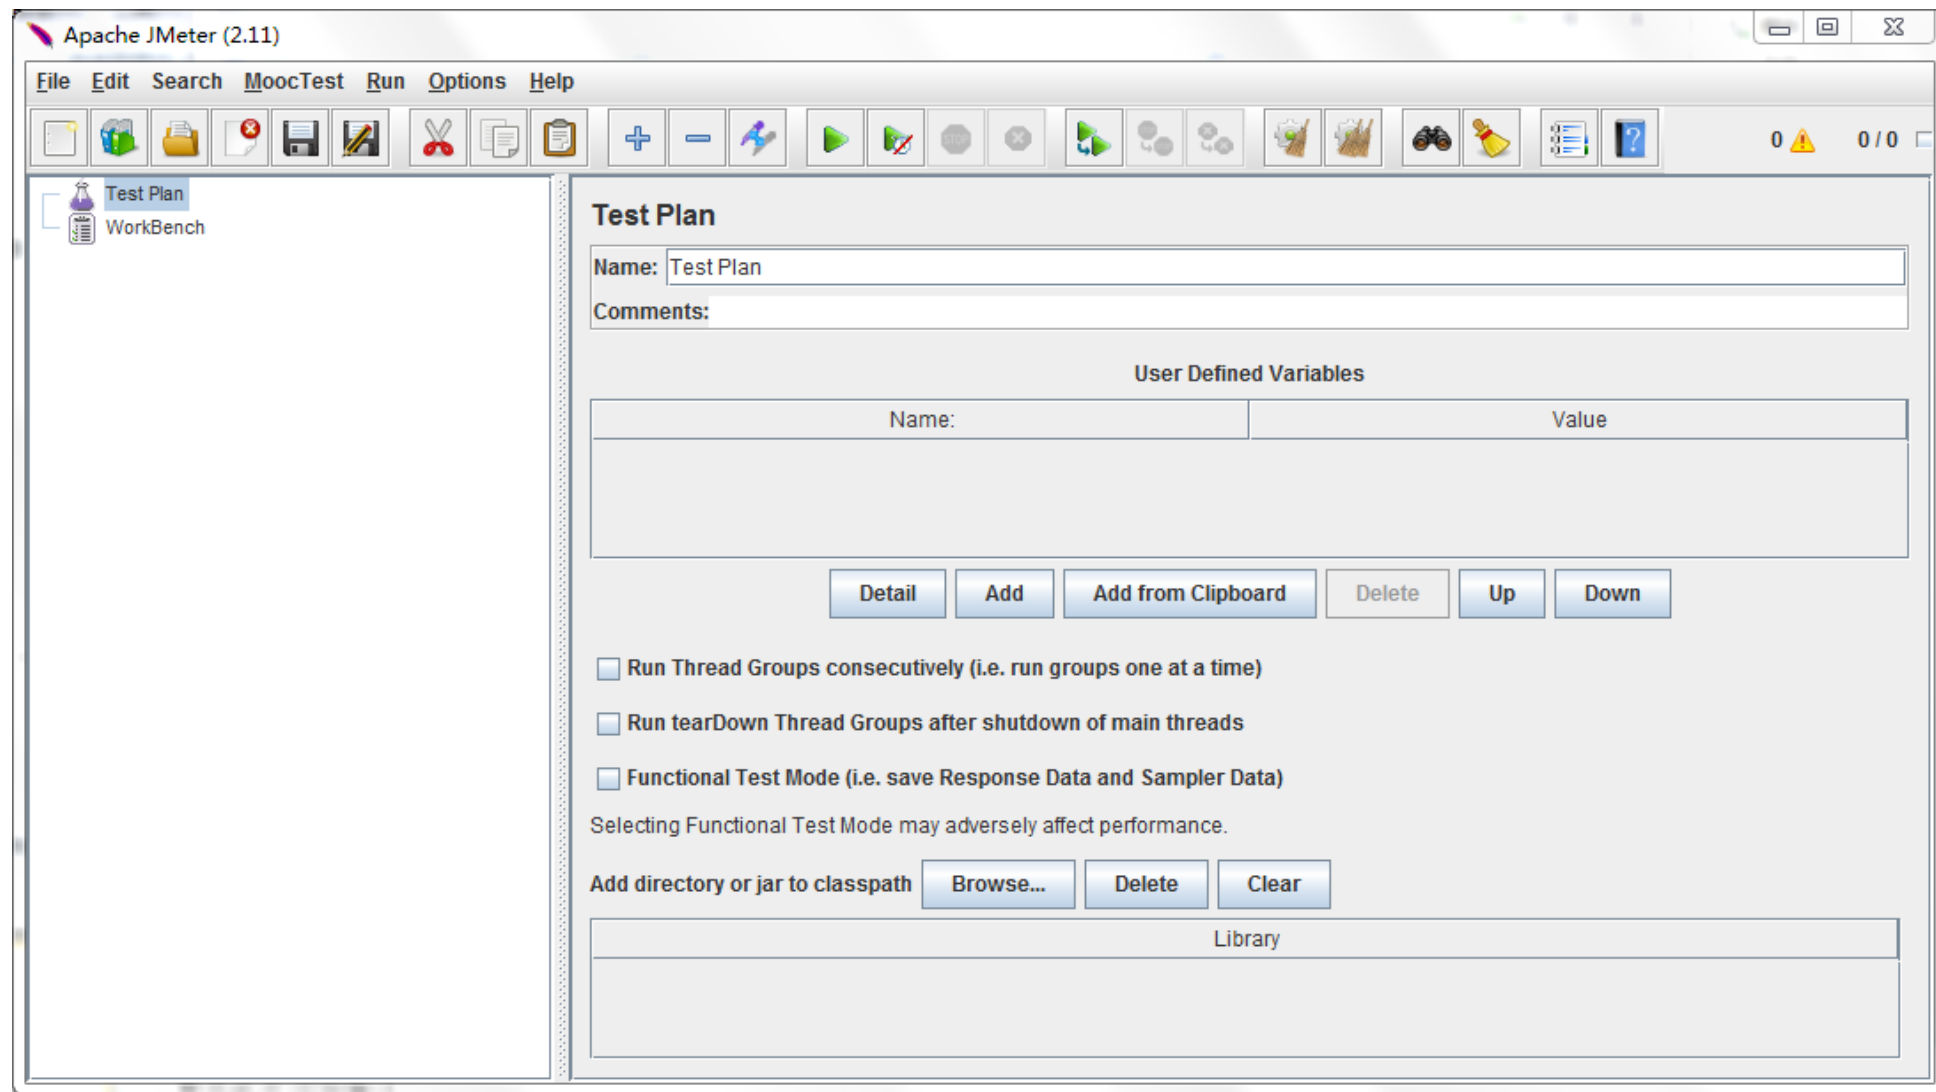 Apache JMeter (2.11)
File Edit Search MoocTest Run Options Help
STOP
?
0 0 / 0
Test Plan
WorkBench
Test Plan
Name: Test Plan
Comments:
User Defined Variables
Name: Value
Detail Add Add from Clipboard Delete Up Down
Run Thread Groups consecutively (i.e. run groups one at a time)
Run tearDown Thread Groups after shutdown of main threads
Functional Test Mode (i.e. save Response Data and Sampler Data)
Selecting Functional Test Mode may adversely affect performance.
Add directory or jar to classpath Browse... Delete Clear
Library